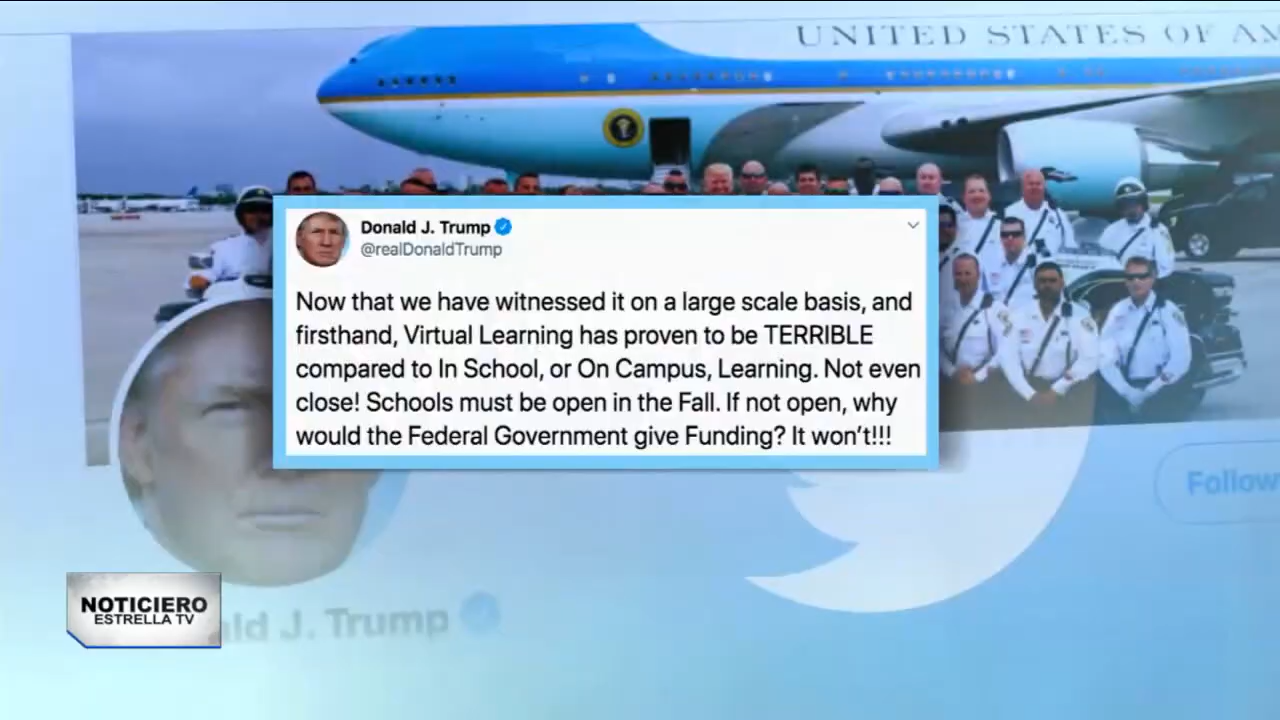 UNITED STATES OF AM
Donald J. Trump
@realDonaldTrump
Now that we have witnessed it on a large scale basis, and
firsthand, Virtual Learning has proven to be TERRIBLE
compared to In School, or On Campus, Learning. Not even
close! Schools must be open in the Fall. If not open, why
would the Federal Government give Funding? It won’t!!!
Follow
NOTICIERO
ESTRELLA TV
ald J. Trump